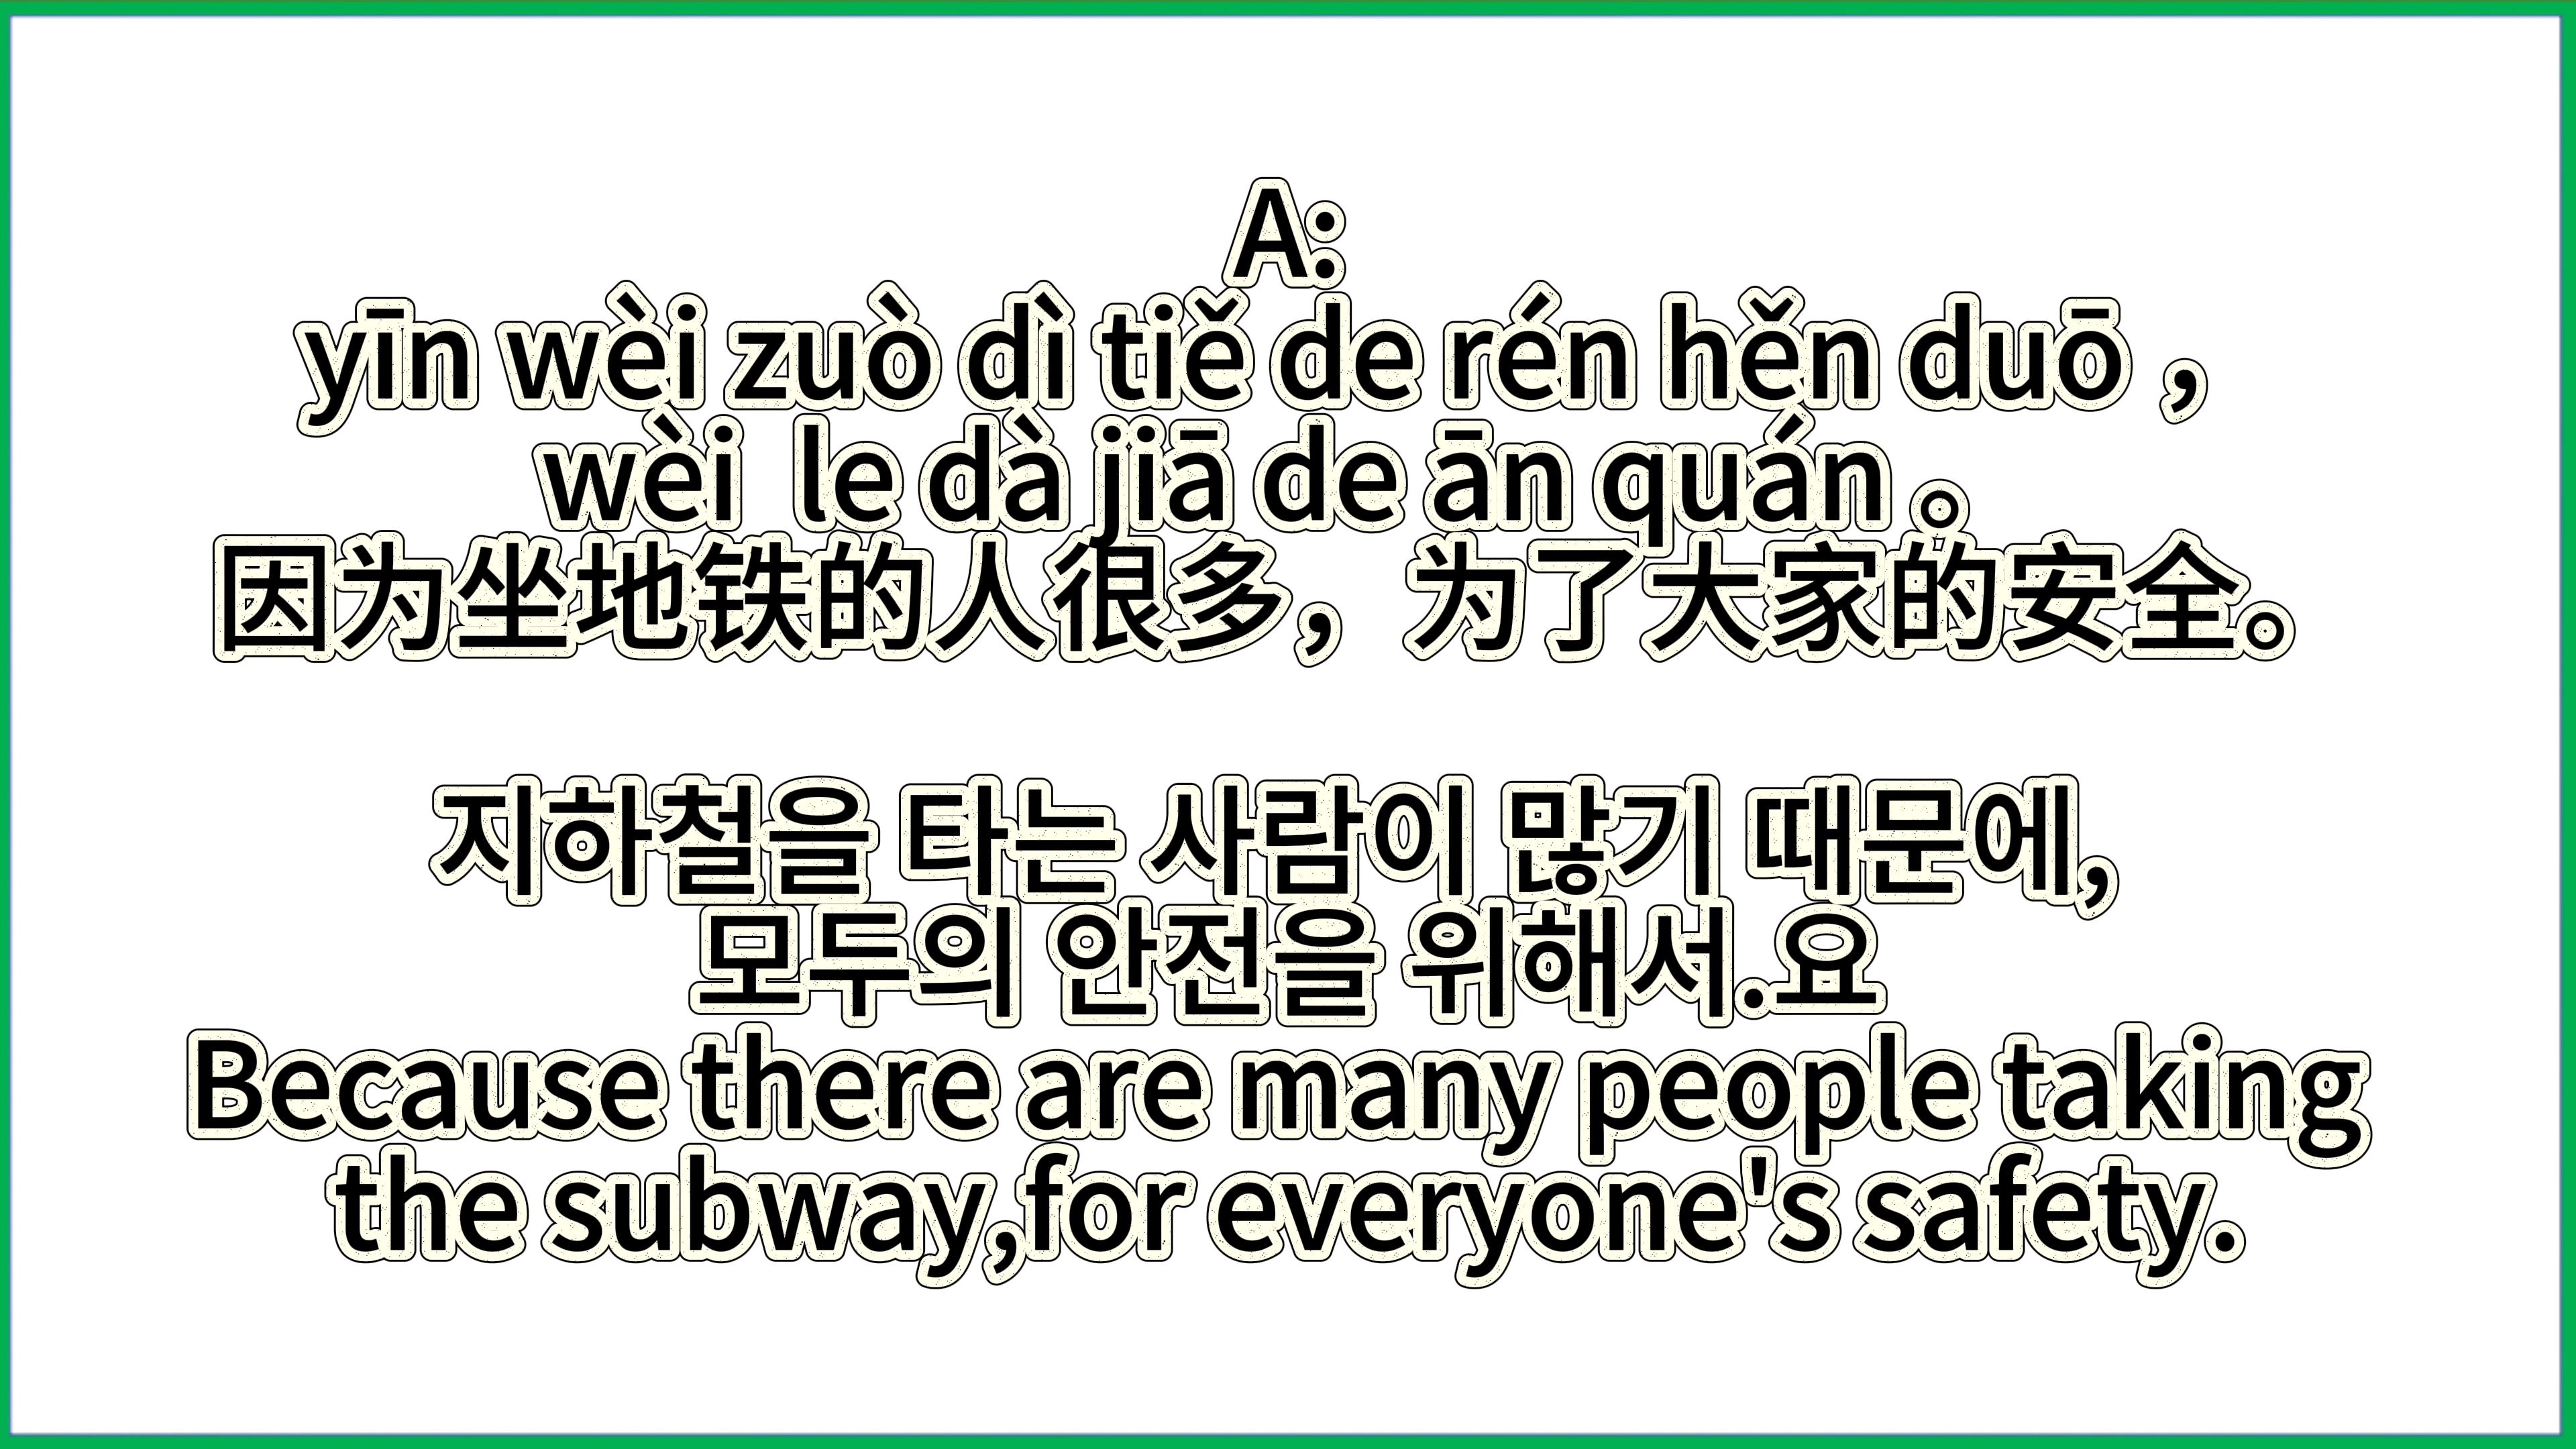 A:
yīn wèi zuò dì tiě de rén hěn duō ，
wèi  le dà jiā de ān quán 。
因为坐地铁的人很多，为了大家的安全。
지하철을 타는 사람이 많기 때문에,
모두의 안전을 위해서.요
Because there are many people taking
the subway,for everyone's safety.